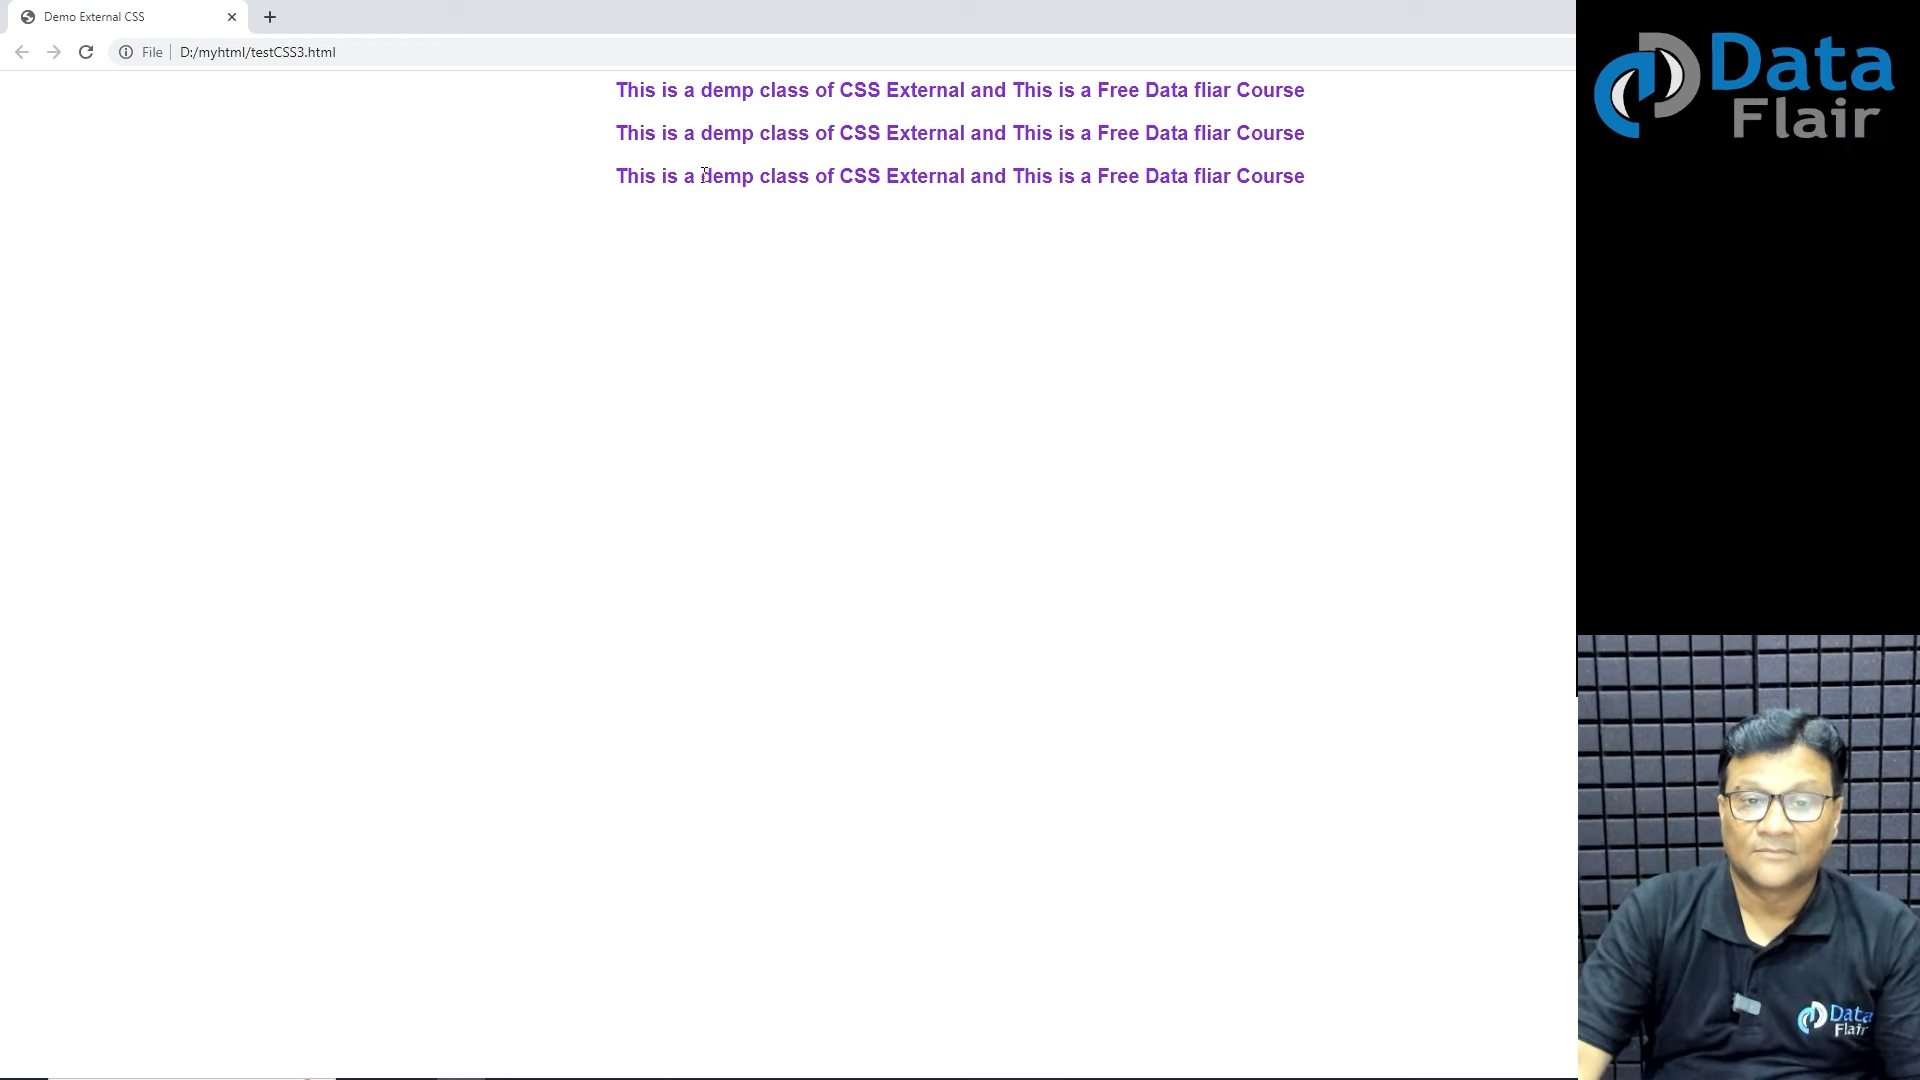 Demo External CSS
File D:/myhtml/testCSS3.html
This is a demp class of CSS External and This is a Free Data fliar Course
This is a demp class of CSS External and This is a Free Data fliar Course
This is a demp class of CSS External and This is a Free Data fliar Course
Data
Flair
Data
Flair